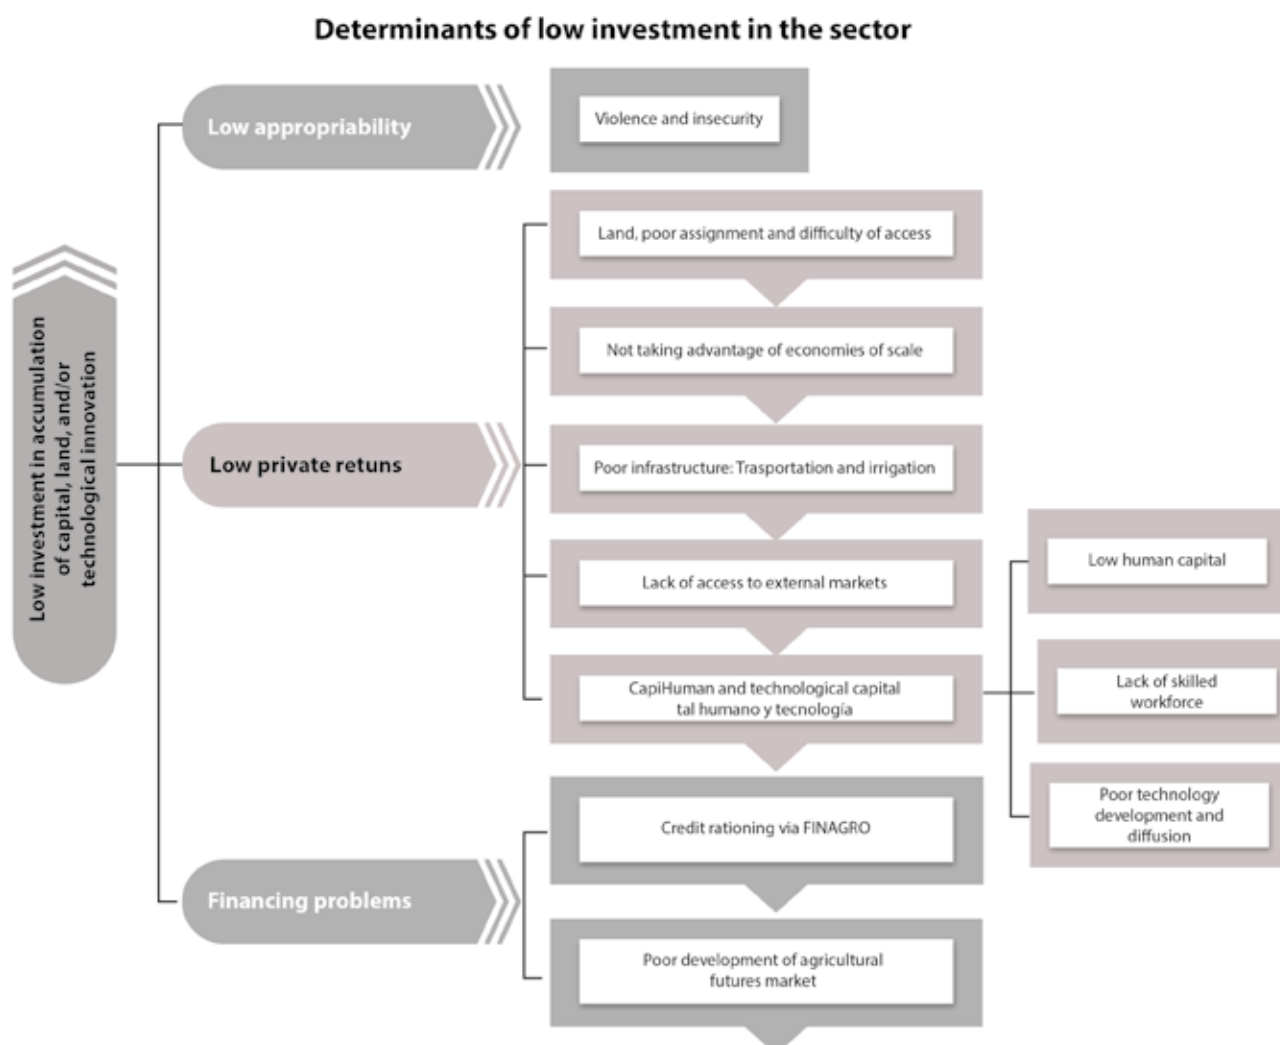 Determinants of low investment in the sector
Low investment in accumulation
of capital, land, and/or
technological innovation
Low appropriability
Violence and insecurity
Low private retuns
Land, poor assignment and difficulty of access
Not taking advantage of economies of scale
Poor infrastructure: Trasportation and irrigation
Lack of access to external markets
CapiHuman and technological capital
tal humano y tecnología
Low human capital
Lack of skilled
workforce
Poor technology
development and
diffusion
Financing problems
Credit rationing via FINAGRO
Poor development of agricultural
futures market